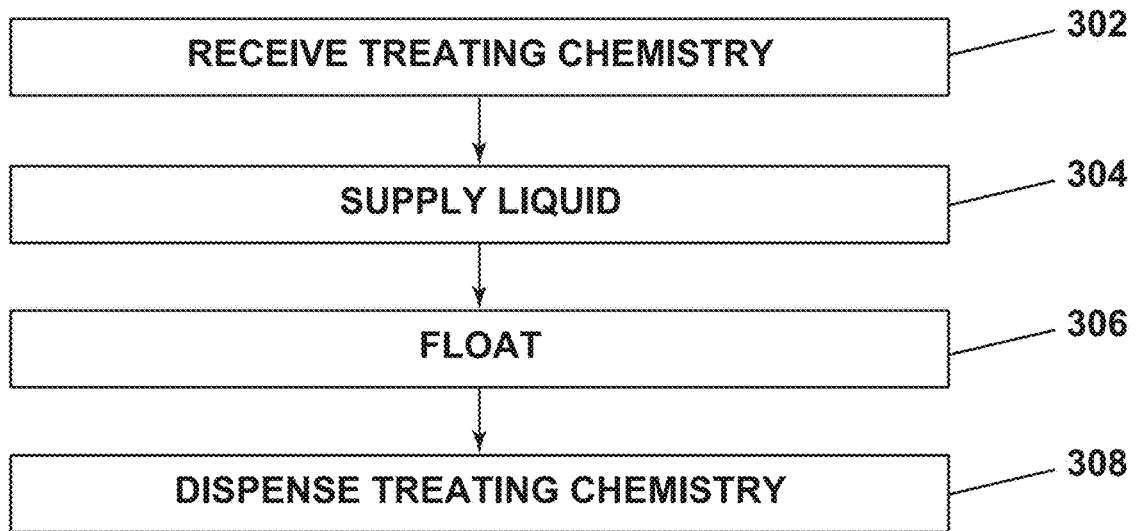 RECEIVE TREATING CHEMISTRY
302
SUPPLY LIQUID
304
FLOAT
306
DISPENSE TREATING CHEMISTRY
308